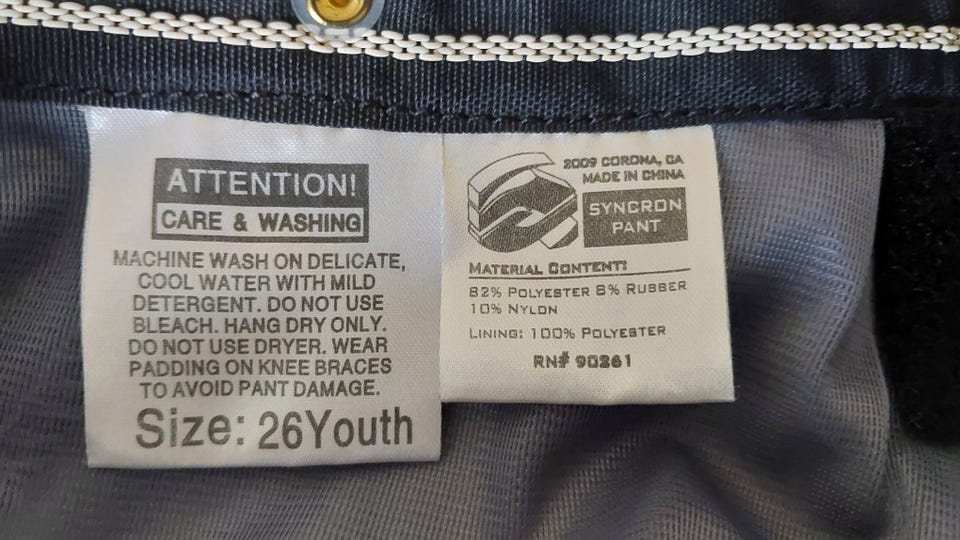 ATTENTION!
CARE & WASHING
MACHINE WASH ON DELICATE,
COOL WATER WITH MILD
DETERGENT. DO NOT USE
BLEACH. HANG DRY ONLY.
DO NOT USE DRYER. WEAR
PADDING ON KNEE BRACES
TO AVOID PANT DAMAGE.
Size: 26Youth
2009 CORONA, CA
MADE IN CHINA
SYNCRON
PANT
MATERIAL CONTENT:
82% POLYESTER 8% RUBBER
10% NYLON
LINING: 100% POLYESTER
RN# 90261